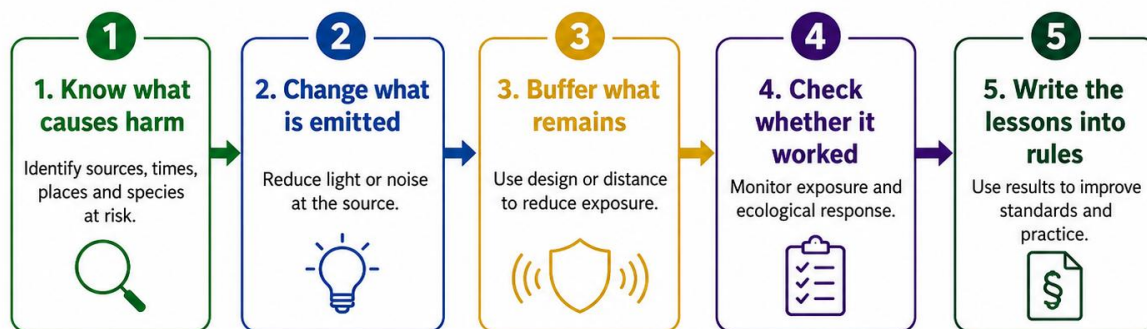 1
1. Know what
causes harm
Identify sources, times,
places and species
at risk.
2
2. Change what
is emitted
Reduce light or noise
at the source.
3
3. Buffer what
remains
Use design or distance
to reduce exposure.
4
4. Check
whether it
worked
Monitor exposure and
ecological response.
5
5. Write the
lessons into
rules
Use results to improve
standards and
practice.
§